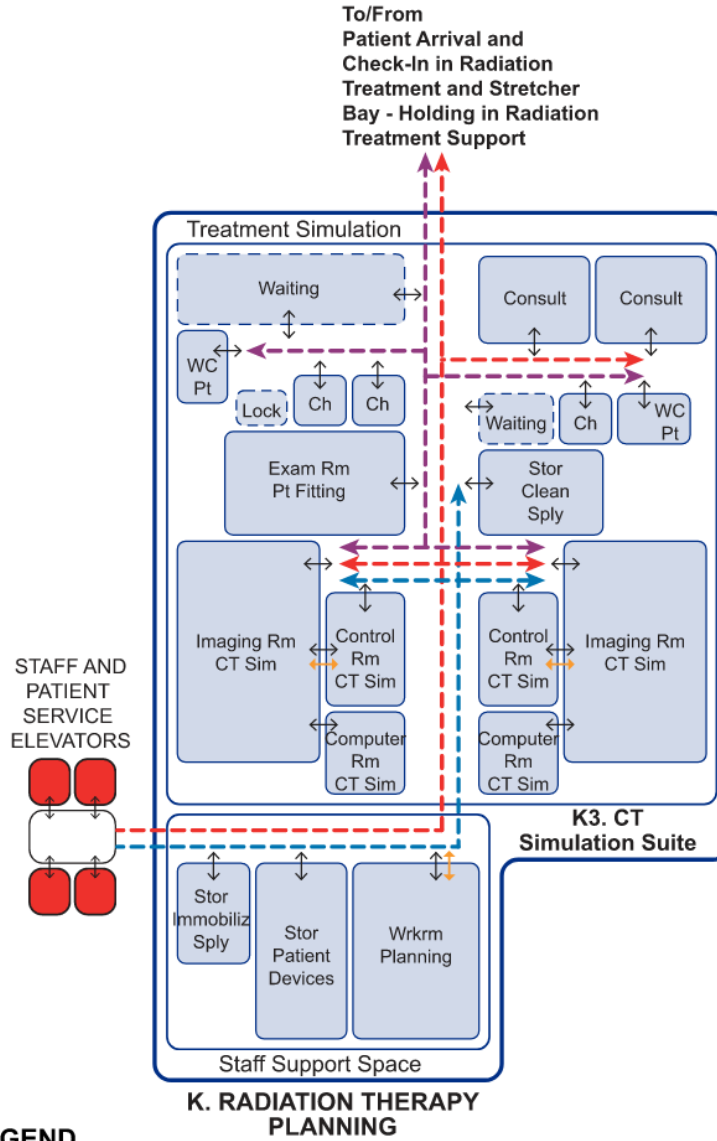 To/From
Patient Arrival and
Check-In in Radiation
Treatment and Stretcher
Bay - Holding in Radiation
Treatment Support
Treatment Simulation
Waiting
Consult
Consult
WC
Pt
Lock
Ch
Ch
Waiting
Ch
WC
Pt
Exam Rm
Pt Fitting
Stor
Clean
Sply
Imaging Rm
CT Sim
Control
Rm
CT Sim
Control
Rm
CT Sim
Imaging Rm
CT Sim
Computer
Rm
CT Sim
Computer
Rm
CT Sim
STAFF AND
PATIENT
SERVICE
ELEVATORS
K3. CT
Simulation Suite
Stor
Immobiliz
Sply
Stor
Patient
Devices
Wrkrm
Planning
Staff Support Space
K. RADIATION THERAPY
PLANNING
GEND